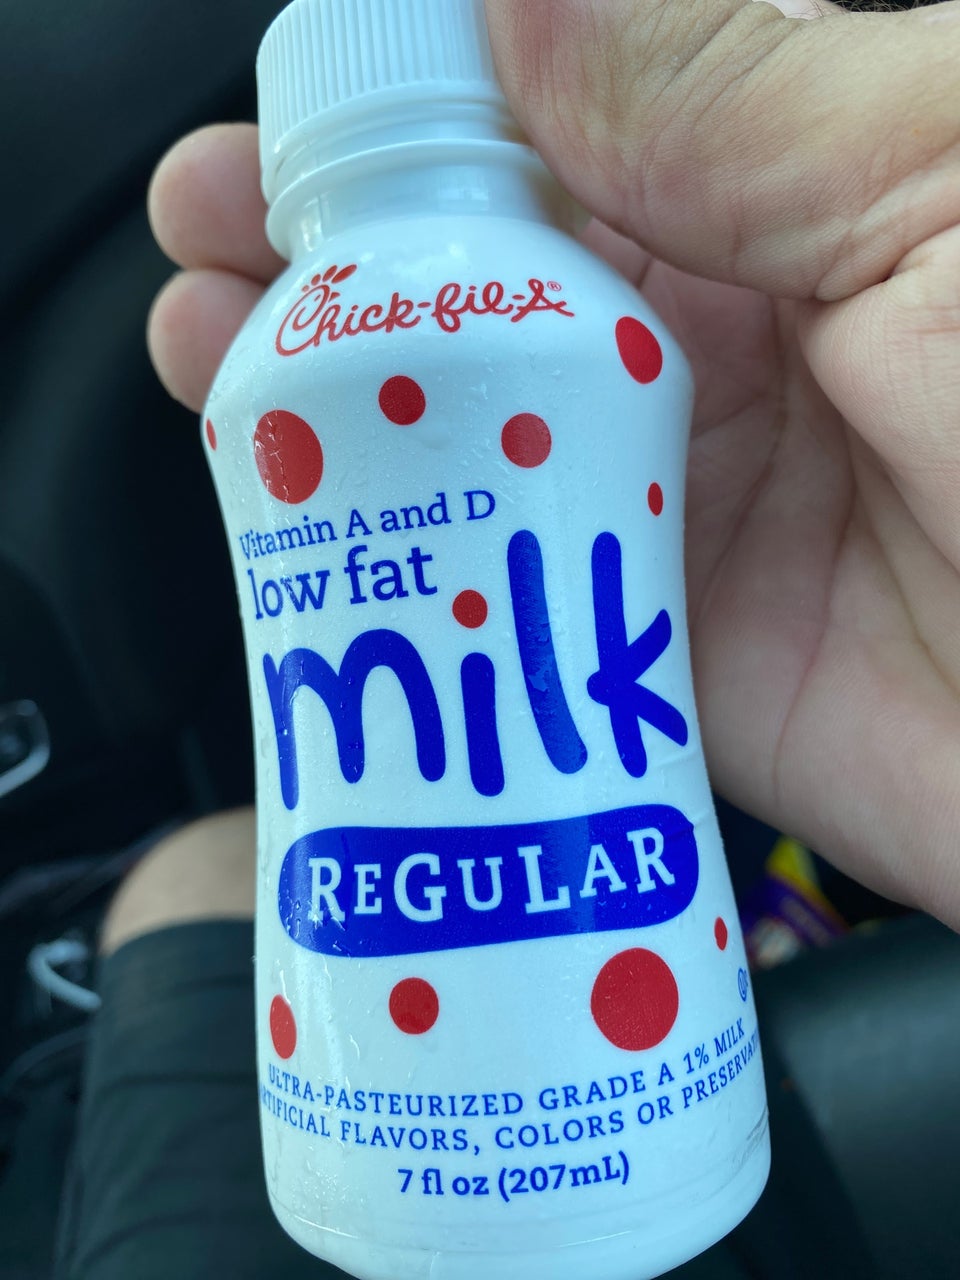 Chick-fil-A®
Vitamin A and D
low fat
milk
REGULAR
ULTRA-PASTEURIZED GRADE A 1% MILK
FLAVORS, COLORS OR
7 fl oz (207mL)